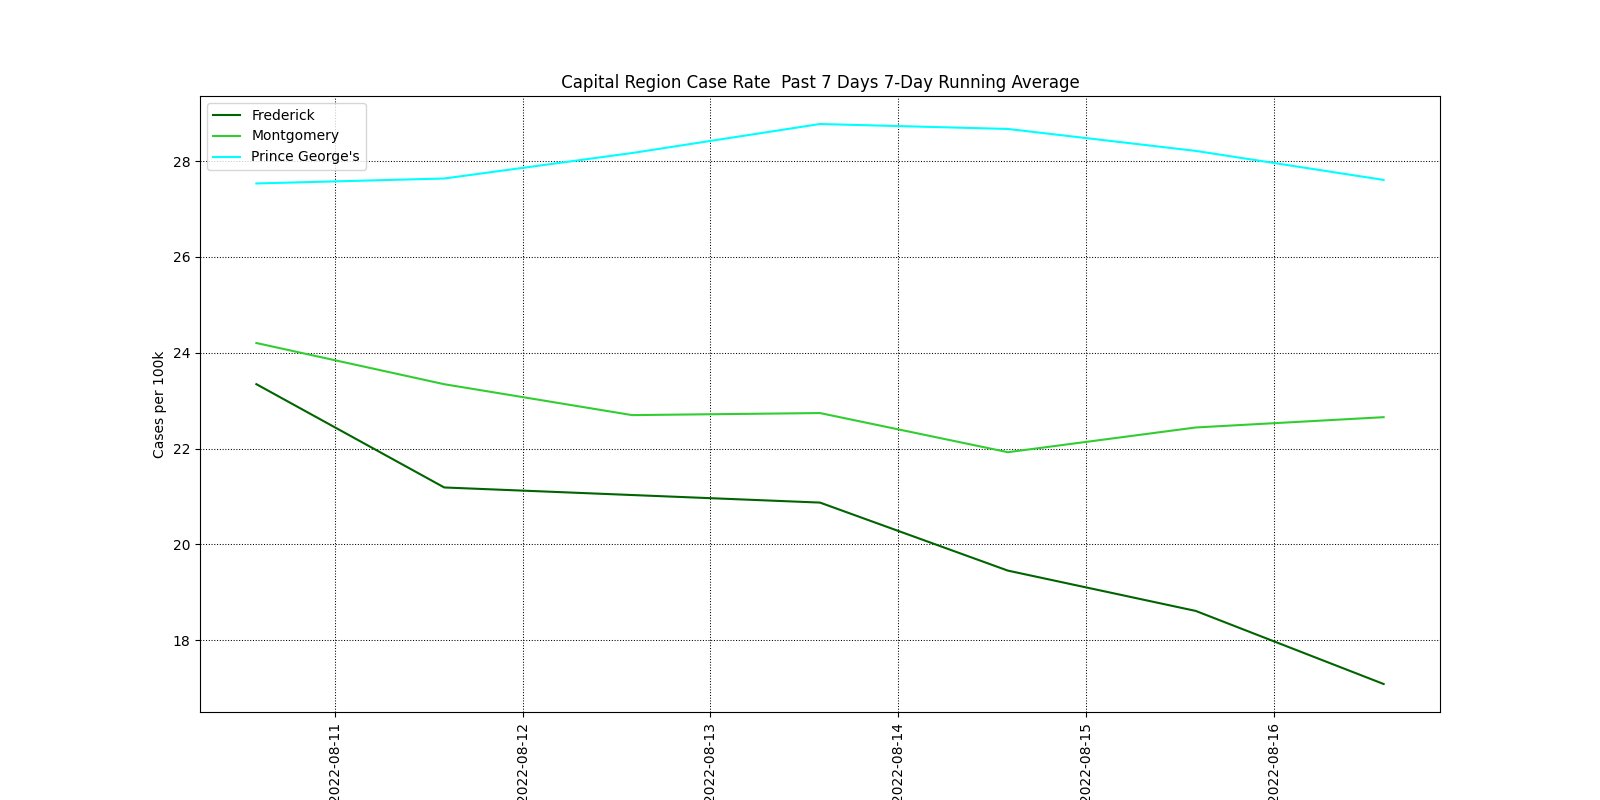 Capital Region Case Rate  Past 7 Days 7-Day Running Average
Frederick
Montgomery
Prince George's
Cases per 100k
28
26
24
22
20
18
2022-08-11
2022-08-12
2022-08-13
2022-08-14
2022-08-15
2022-08-16